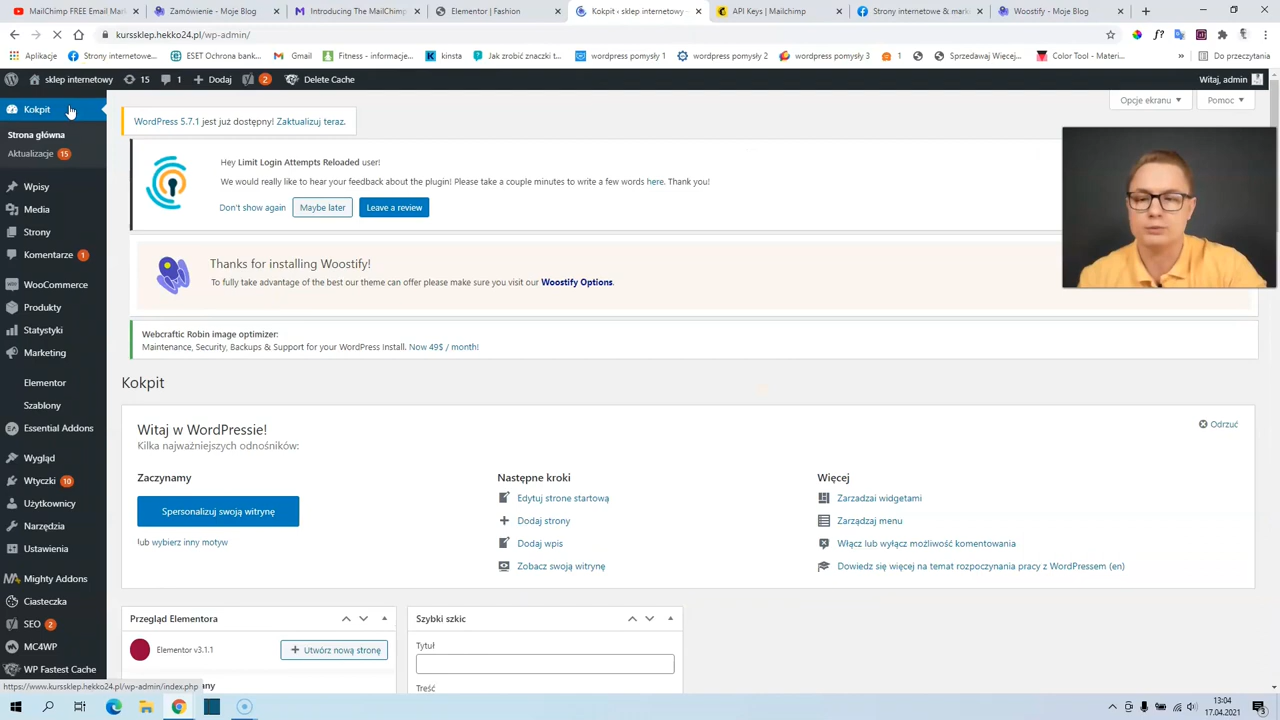 MailChimp Forms by MailChi
Zamówienie - Moje Blog
Introducing The MailChimp T
Elementor | Fashion
Kokpit ‹ sklep internetowy -
API Keys | Mailchimp
Strony internetowe & marke
Woostify - Moje Blog
kurssklep.hekko24.pl/wp-admin/
Aplikacje
Strony internetowe...
ESET Ochrona bank...
Gmail
Fitness - informacje...
kinsta
Jak zrobić znaczki t...
wordpress pomysły 1
wordpress pomysły 2
wordpress pomysły 3
1
Sprzedawaj Więcej...
Color Tool - Materi...
»
Do przeczytania
sklep internetowy
15
1
Dodaj
2
Delete Cache
Witaj, admin
Kokpit
Strona główna
Aktualizacje 15
Wpisy
Media
Strony
Komentarze 1
WooCommerce
Produkty
Statystyki
Marketing
Elementor
Szablony
Essential Addons
Wygląd
Wtyczki 10
Użytkownicy
Narzędzia
Ustawienia
Mighty Addons
Ciasteczka
SEO 2
MC4WP
WP Fastest Cache
Opcje ekranu
Pomoc
WordPress 5.7.1 jest już dostępny! Zaktualizuj teraz.
Hey Limit Login Attempts Reloaded user!
We would really like to hear your feedback about the plugin! Please take a couple minutes to write a few words here. Thank you!
Don't show again
Maybe later
Leave a review
Thanks for installing Woostify!
To fully take advantage of the best our theme can offer please make sure you visit our Woostify Options.
Webcraftic Robin image optimizer:
Maintenance, Security, Backups & Support for your WordPress Install. Now 49$ / month!
Kokpit
Witaj w WordPressie!
Kilka najważniejszych odnośników:
Odrzuć
Zaczynamy
Spersonalizuj swoją witrynę
lub wybierz inny motyw
Następne kroki
Edytuj stronę startową
Dodaj strony
Dodaj wpis
Zobacz swoją witrynę
Więcej
Zarządzaj widgetami
Zarządzaj menu
Włącz lub wyłącz możliwość komentowania
Dowiedz się więcej na temat rozpoczynania pracy z WordPressem (en)
Przegląd Elementora
Elementor v3.1.1
Utwórz nową stronę
Szybki szkic
Tytuł
Treść
https://www.kurssklep.hekko24.pl/wp-admin/index.php
13:04
17.04.2021
3